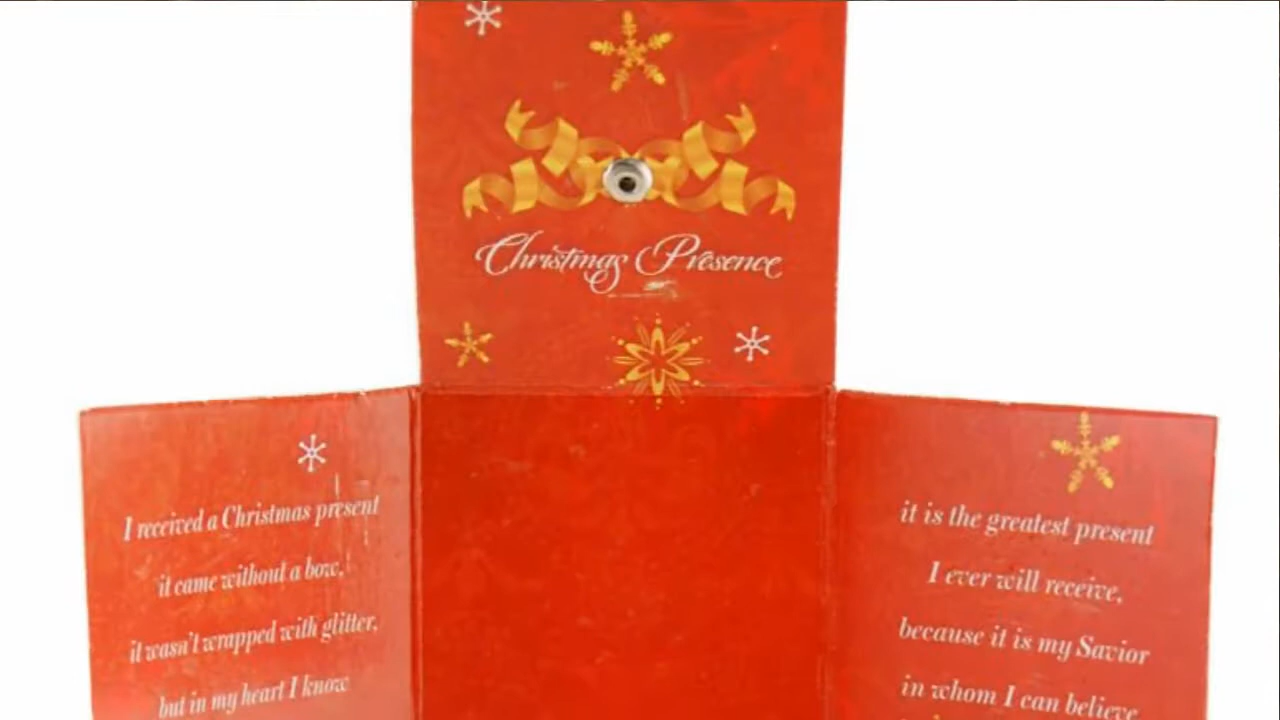 Christmas Presence
I received a Christmas present
it came without a bow,
it wasn't wrapped with glitter,
but in my heart I know
it is the greatest present
I ever will receive,
because it is my Savior
in whom I can believe